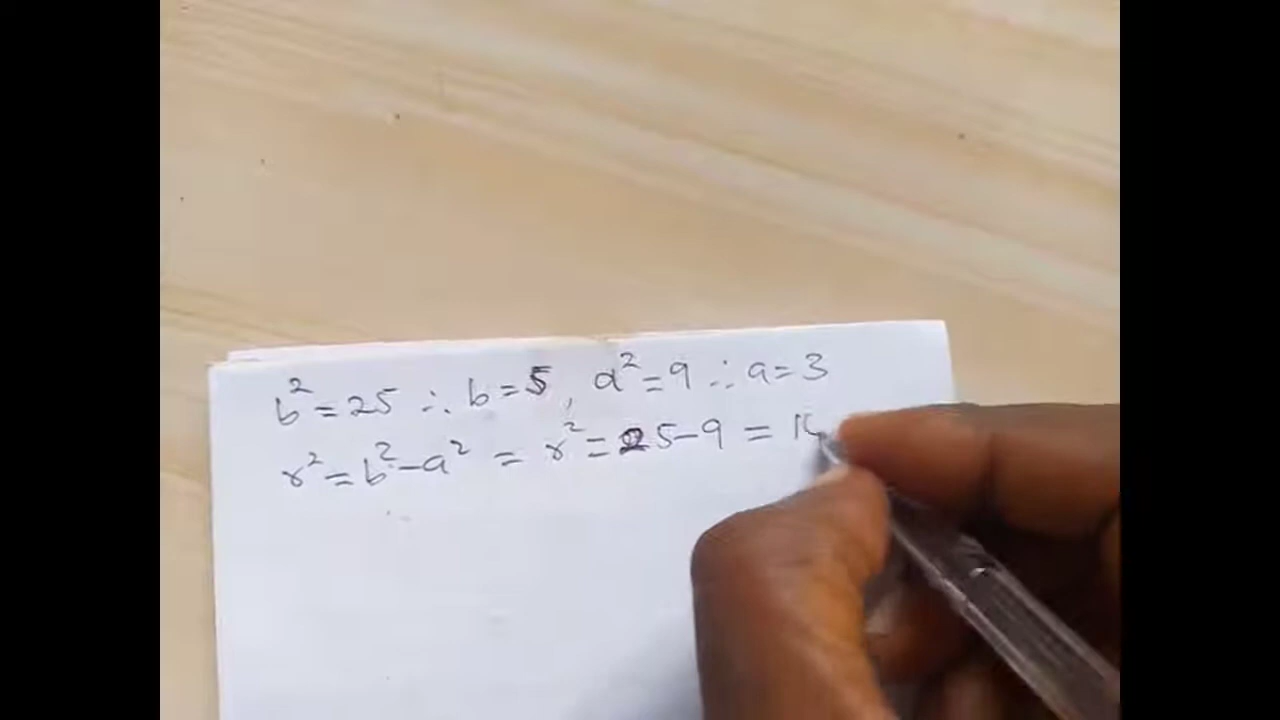 b² = 25 ∴ b = 5, a² = 9 ∴ a = 3
r² = b² - a² = r² = 25 - 9 = 16